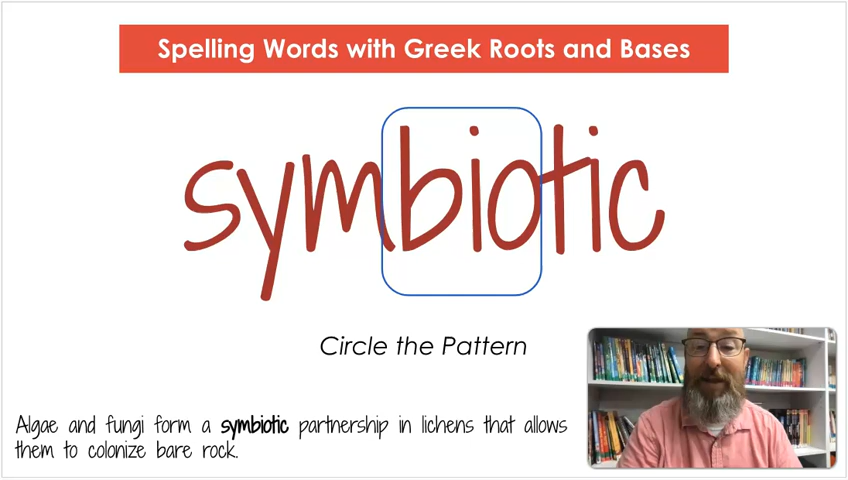 Spelling Words with Greek Roots and Bases
symbiotic
Circle the Pattern
Algae and fungi form a symbiotic partnership in lichens that allows
them to colonize bare rock.